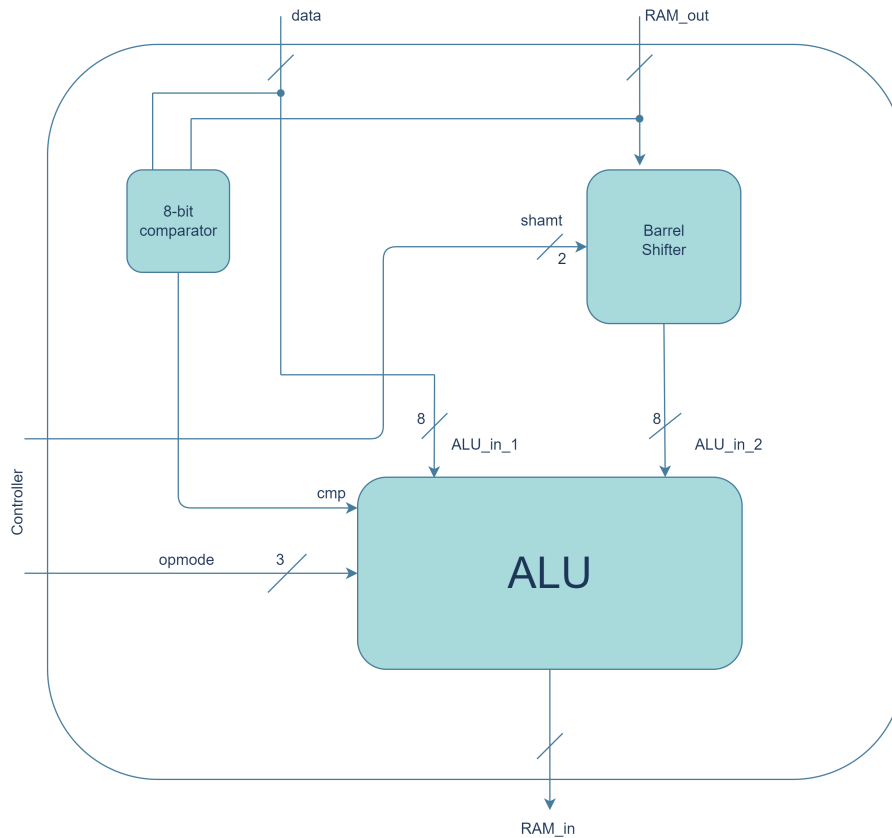 data
RAM_out
8-bit
comparator
shamt
2
Barrel
Shifter
8
ALU_in_1
8
ALU_in_2
Controller
cmp
opmode
3
ALU
RAM_in